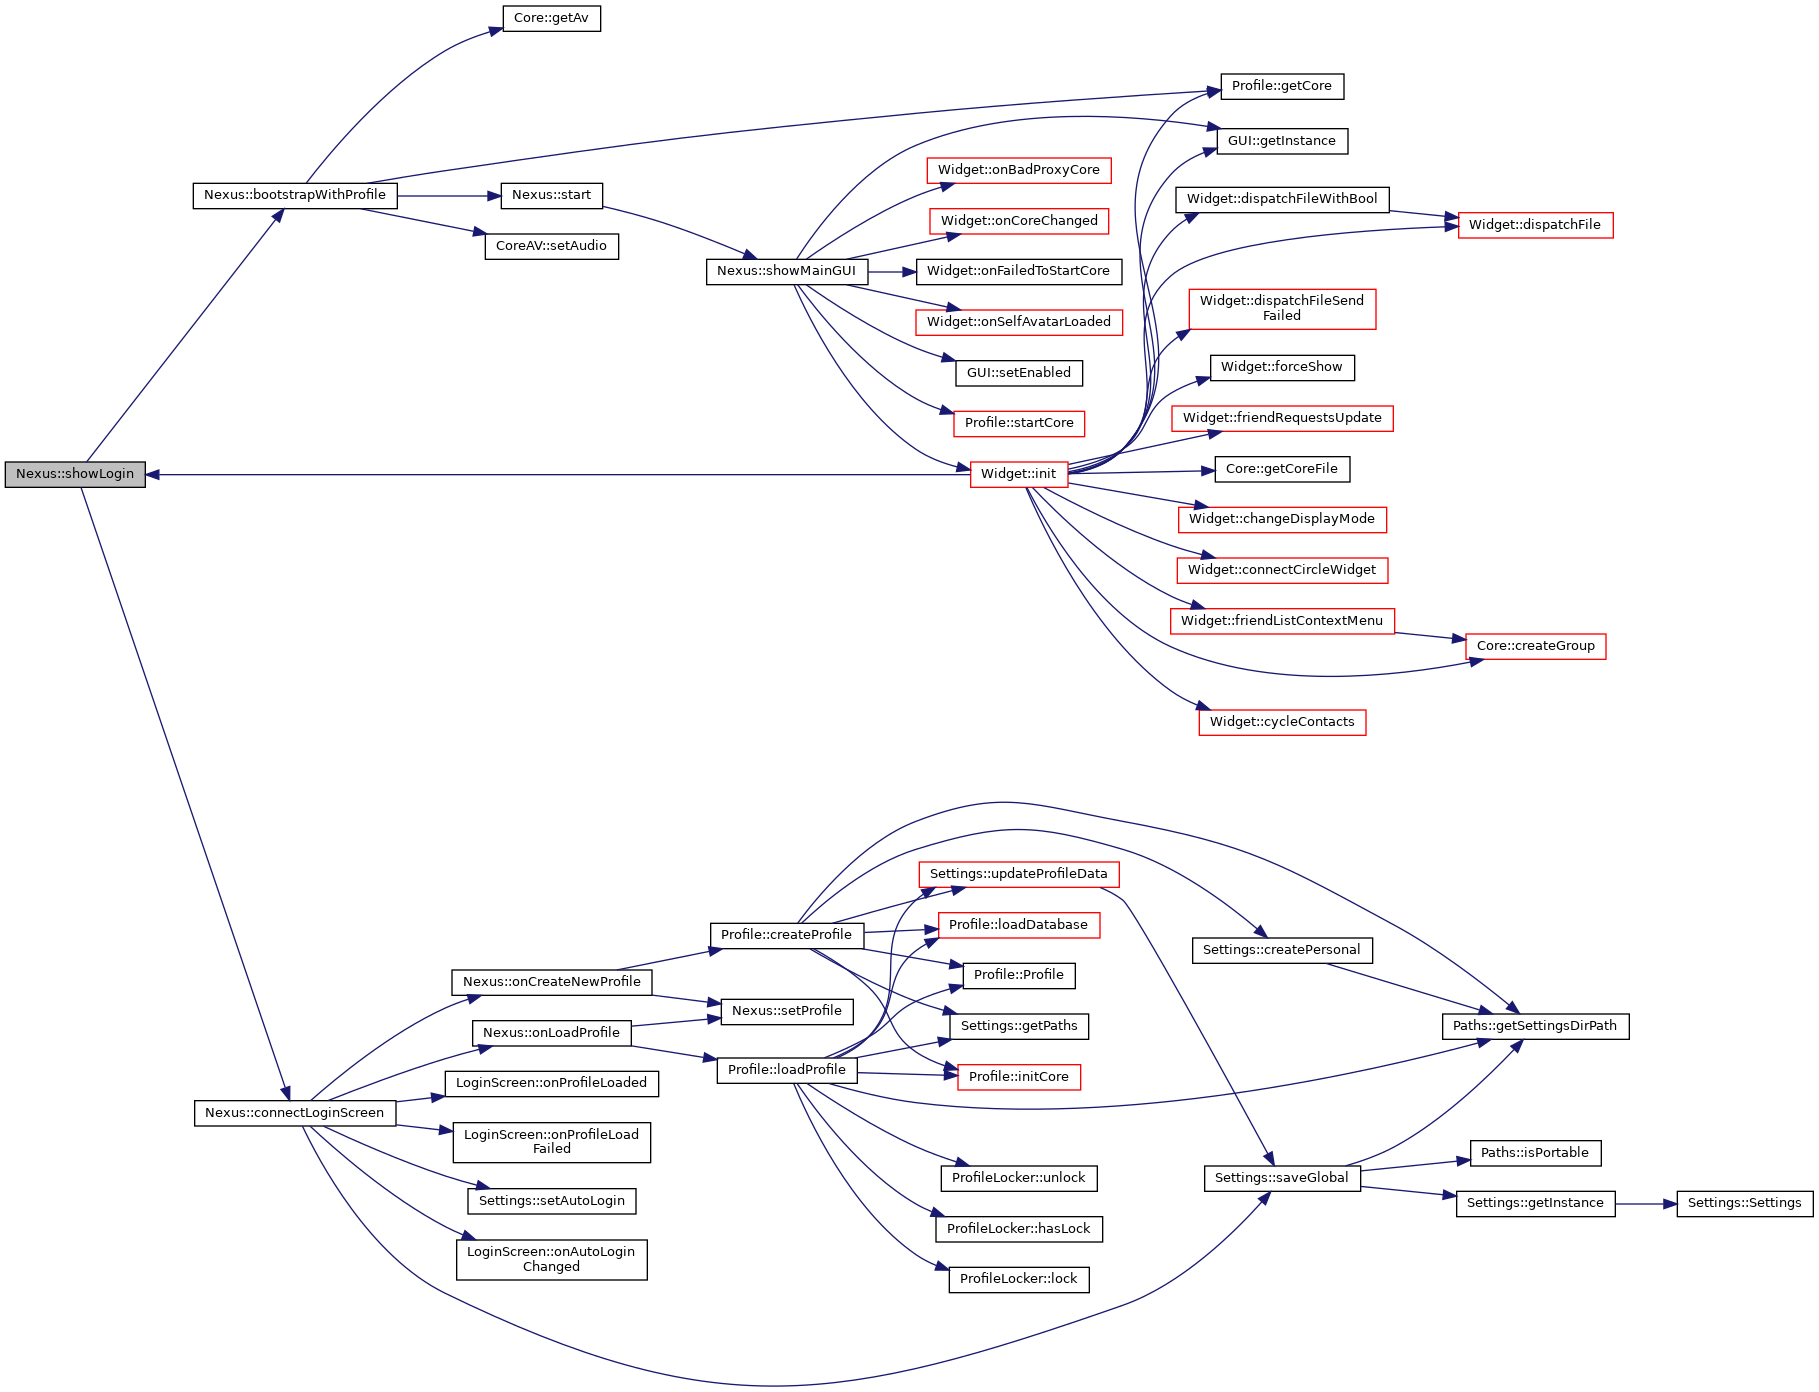 Core::getAv
Profile::getCore
GUI::getInstance
Widget::onBadProxyCore
Nexus::bootstrapWithProfile
Nexus::start
Widget::dispatchFileWithBool
Widget::onCoreChanged
Widget::dispatchFile
CoreAV::setAudio
Nexus::showMainGUI
Widget::onFailedToStartCore
Widget::dispatchFileSend
Failed
Widget::onSelfAvatarLoaded
GUI::setEnabled
Widget::forceShow
Profile::startCore
Widget::friendRequestsUpdate
Nexus::showLogin
Widget::init
Core::getCoreFile
Widget::changeDisplayMode
Widget::connectCircleWidget
Widget::friendListContextMenu
Core::createGroup
Widget::cycleContacts
Settings::updateProfileData
Profile::createProfile
Profile::loadDatabase
Settings::createPersonal
Nexus::onCreateNewProfile
Profile::Profile
Nexus::setProfile
Nexus::onLoadProfile
Settings::getPaths
Paths::getSettingsDirPath
Profile::loadProfile
Profile::initCore
LoginScreen::onProfileLoaded
Nexus::connectLoginScreen
LoginScreen::onProfileLoad
Failed
Paths::isPortable
ProfileLocker::unlock
Settings::saveGlobal
Settings::setAutoLogin
Settings::getInstance
Settings::Settings
ProfileLocker::hasLock
LoginScreen::onAutoLogin
Changed
ProfileLocker::lock